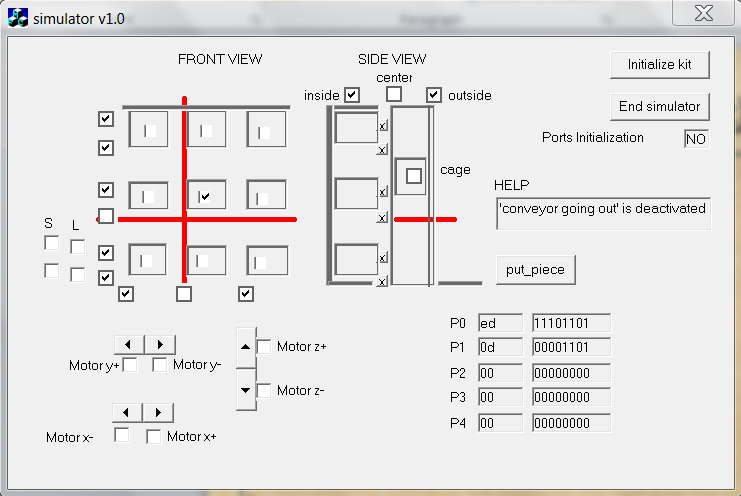 simulator v1.0
FRONT VIEW
SIDE VIEW
center
inside
outside
Initialize kit
End simulator
Ports Initialization NO
x
x
cage
x
x
HELP
'conveyor going out' is deactivated
S L
x
x
put_piece
P0 ed 11101101
P1 0d 00001101
P2 00 00000000
P3 00 00000000
P4 00 00000000
Motor z+
Motor y+ Motor y-
Motor z-
Motor x- Motor x+